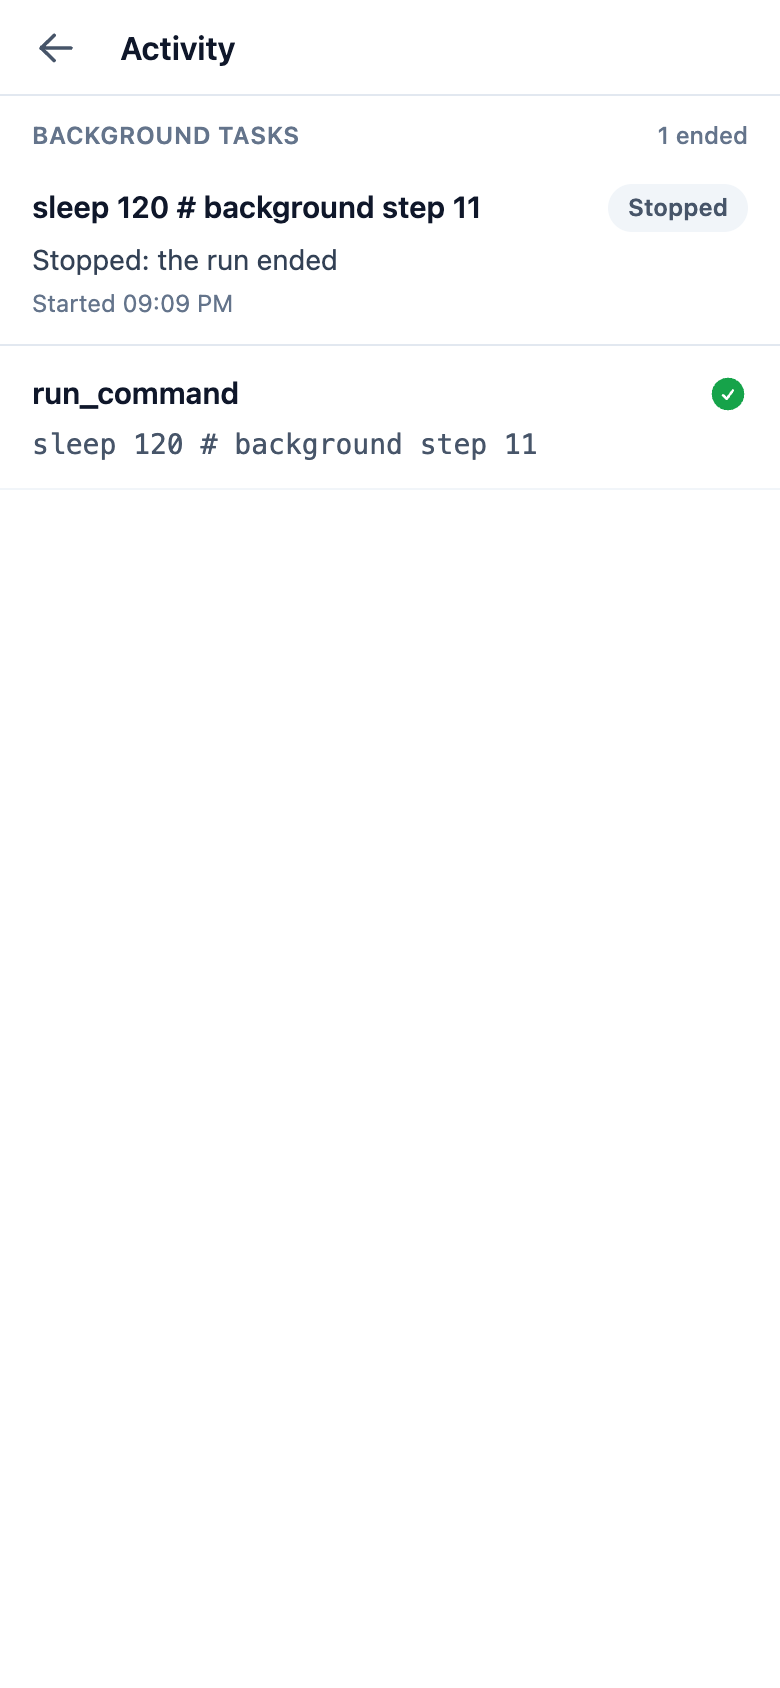 Activity
BACKGROUND TASKS
1 ended
sleep 120 # background step 11
Stopped
Stopped: the run ended
Started 09:09 PM
run_command
sleep 120 # background step 11